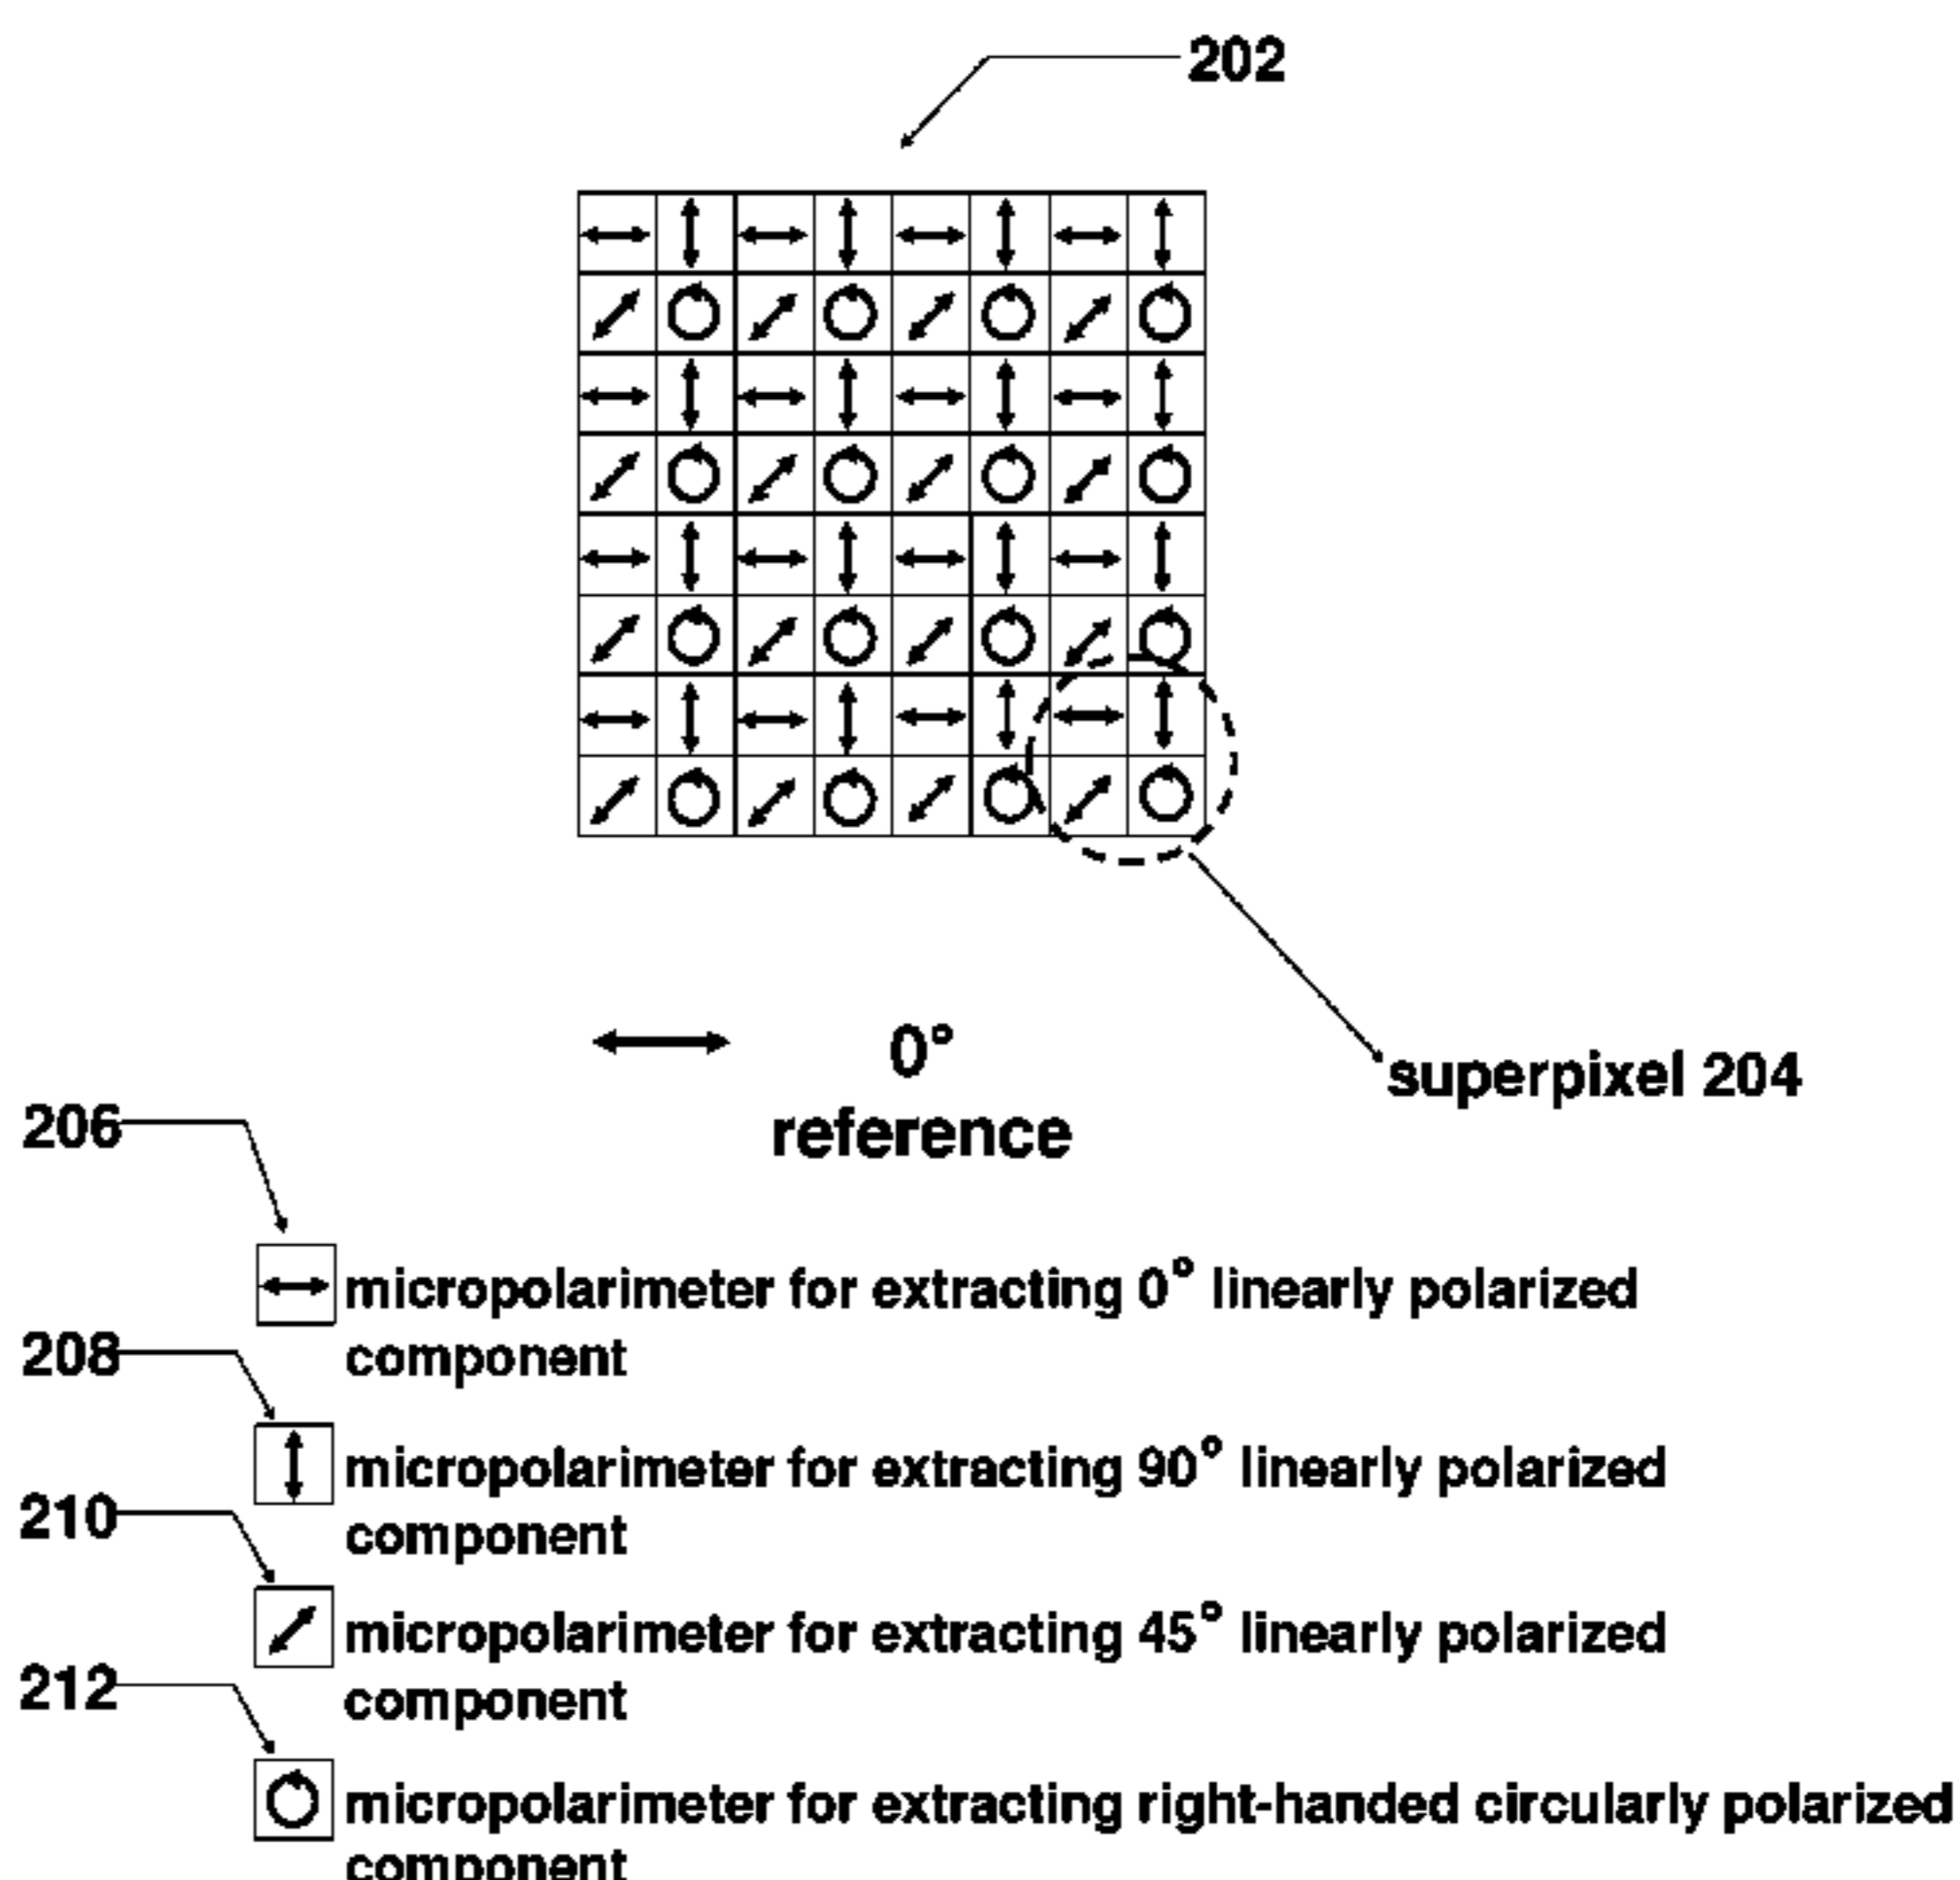 202
0°
reference
superpixel 204
206
micropolarimeter for extracting 0° linearly polarized
component
208
micropolarimeter for extracting 90° linearly polarized
component
210
micropolarimeter for extracting 45° linearly polarized
component
212
micropolarimeter for extracting right-handed circularly polarized
component